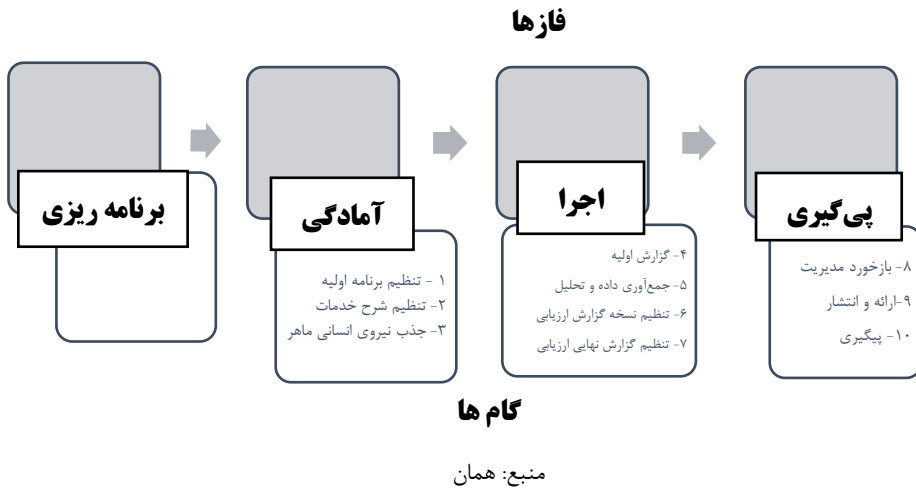 فازها
برنامه ریزی
آمادگی
۱ - تنظیم برنامه اولیه
۲- تنظیم شرح خدمات
۳- جذب نیروی انسانی ماهر
اجرا
۴- گزارش اولیه
۵- جمع‌آوری داده و تحلیل
۶- تنظیم نسخه گزارش ارزیابی
۷- تنظیم گزارش نهایی ارزیابی
پی‌گیری
۸- بازخورد مدیریت
۹-ارائه و انتشار
۱۰- پیگیری
گام ها
منبع: همان